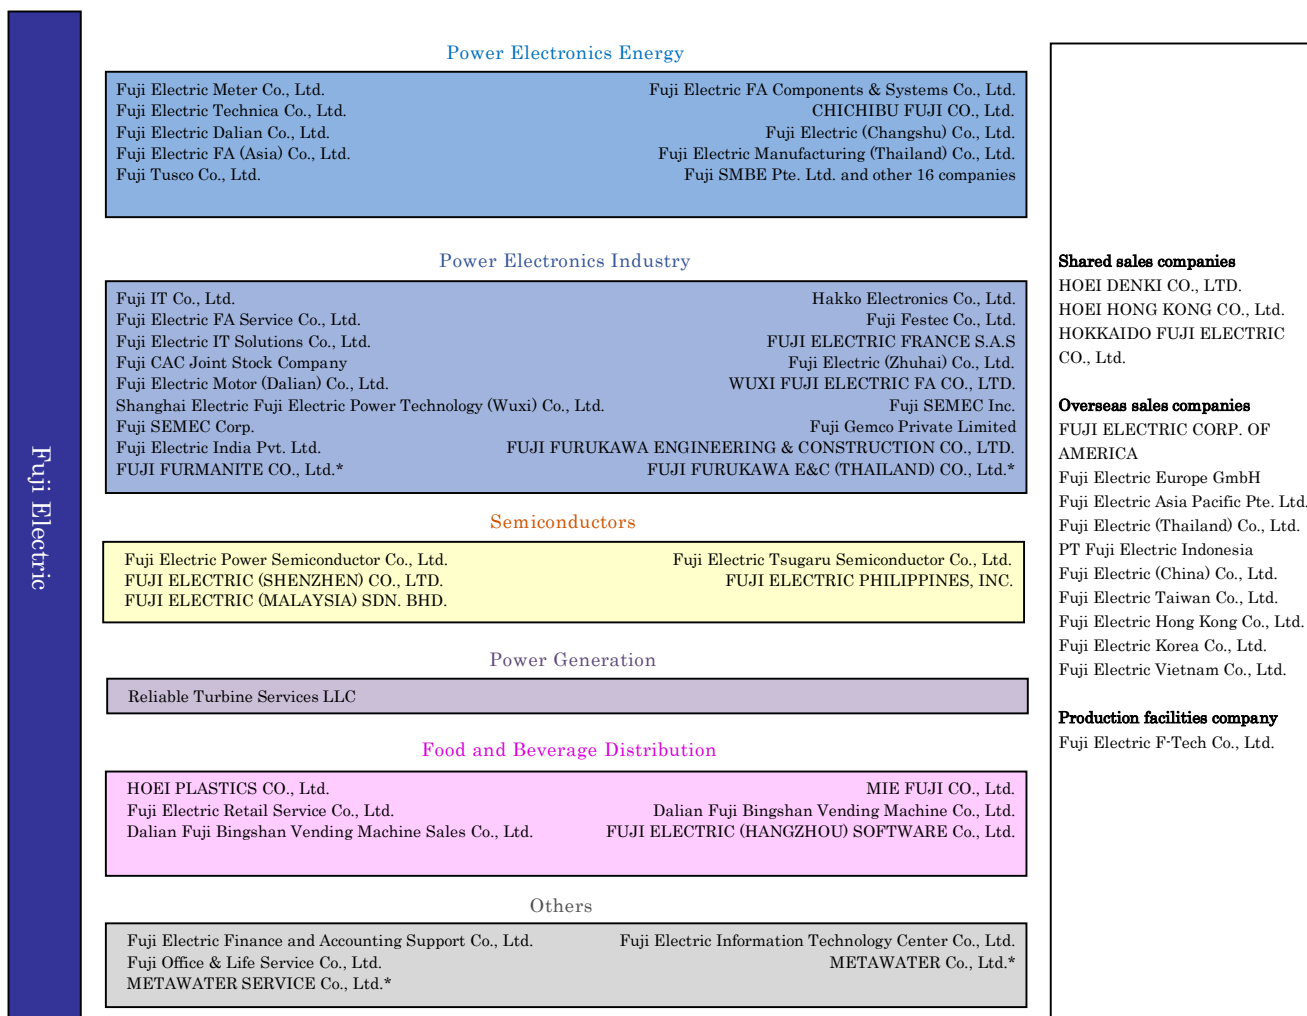 Fuji Electric
Power Electronics Energy
Fuji Electric Meter Co., Ltd.
Fuji Electric FA Components & Systems Co., Ltd.
Fuji Electric Technica Co., Ltd.
CHICHIBU FUJI CO., Ltd.
Fuji Electric Dalian Co., Ltd.
Fuji Electric (Changshu) Co., Ltd.
Fuji Electric FA (Asia) Co., Ltd.
Fuji Electric Manufacturing (Thailand) Co., Ltd.
Fuji Tusco Co., Ltd.
Fuji SMBE Pte. Ltd. and other 16 companies
Power Electronics Industry
Fuji IT Co., Ltd.
Hakko Electronics Co., Ltd.
Fuji Electric FA Service Co., Ltd.
Fuji Festec Co., Ltd.
Fuji Electric IT Solutions Co., Ltd.
FUJI ELECTRIC FRANCE S.A.S
Fuji CAC Joint Stock Company
Fuji Electric (Zhuhai) Co., Ltd.
Fuji Electric Motor (Dalian) Co., Ltd.
WUXI FUJI ELECTRIC FA CO., LTD.
Shanghai Electric Fuji Electric Power Technology (Wuxi) Co., Ltd.
Fuji SEMEC Inc.
Fuji SEMEC Corp.
Fuji Gemco Private Limited
Fuji Electric India Pvt. Ltd.
FUJI FURUKAWA ENGINEERING & CONSTRUCTION CO., LTD.
FUJI FURMANITE CO., Ltd.*
FUJI FURUKAWA E&C (THAILAND) CO., Ltd.*
Semiconductors
Fuji Electric Power Semiconductor Co., Ltd.
Fuji Electric Tsugaru Semiconductor Co., Ltd.
FUJI ELECTRIC (SHENZHEN) CO., LTD.
FUJI ELECTRIC PHILIPPINES, INC.
FUJI ELECTRIC (MALAYSIA) SDN. BHD.
Power Generation
Reliable Turbine Services LLC
Food and Beverage Distribution
HOEI PLASTICS CO., Ltd.
MIE FUJI CO., Ltd.
Fuji Electric Retail Service Co., Ltd.
Dalian Fuji Bingshan Vending Machine Co., Ltd.
Dalian Fuji Bingshan Vending Machine Sales Co., Ltd.
FUJI ELECTRIC (HANGZHOU) SOFTWARE Co., Ltd.
Others
Fuji Electric Finance and Accounting Support Co., Ltd.
Fuji Electric Information Technology Center Co., Ltd.
Fuji Office & Life Service Co., Ltd.
METAWATER Co., Ltd.*
METAWATER SERVICE Co., Ltd.*
Shared sales companies
HOEI DENKI CO., LTD.
HOEI HONG KONG CO., Ltd.
HOKKAIDO FUJI ELECTRIC
CO., Ltd.
Overseas sales companies
FUJI ELECTRIC CORP. OF
AMERICA
Fuji Electric Europe GmbH
Fuji Electric Asia Pacific Pte. Ltd.
Fuji Electric (Thailand) Co., Ltd.
PT Fuji Electric Indonesia
Fuji Electric (China) Co., Ltd.
Fuji Electric Taiwan Co., Ltd.
Fuji Electric Hong Kong Co., Ltd.
Fuji Electric Korea Co., Ltd.
Fuji Electric Vietnam Co., Ltd.
Production facilities company
Fuji Electric F-Tech Co., Ltd.